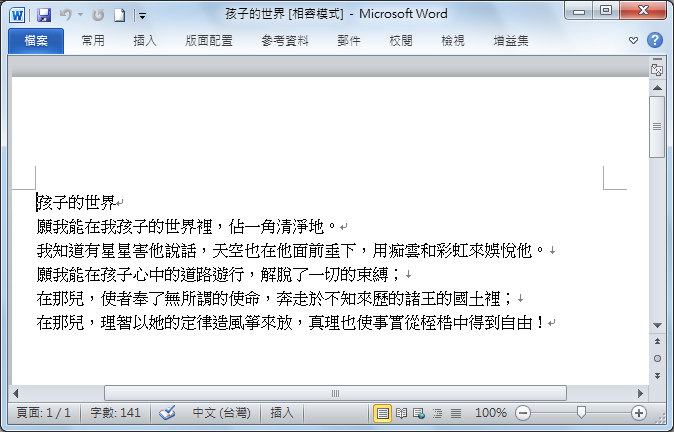 孩子的世界 [相容模式] - Microsoft Word
檔案 常用 插入 版面配置 參考資料 郵件 校閱 檢視 增益集
孩子的世界
願我能在我孩子的世界裡，佔一角清淨地。
我知道有星星害他說話，天空也在他面前垂下，用痴雲和彩虹來娛悅他。
願我能在孩子心中的道路遊行，解脫了一切的束縛；
在那兒，使者奉了無所謂的使命，奔走於不知來歷的諸王的國土裡；
在那兒，理智以她的定律造風箏來放，真理也使事實從桎梏中得到自由！
頁面: 1 / 1 字數: 141 中文 (台灣) 插入 100%